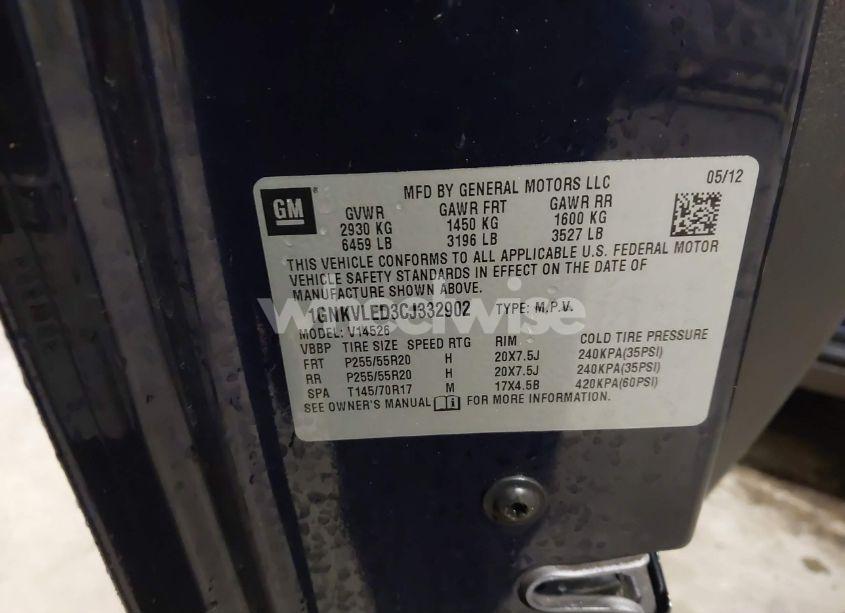 MFD BY GENERAL MOTORS LLC 05/12
GM
GVWR GAWR FRT GAWR RR
2930 KG 1450 KG 1600 KG
6459 LB 3196 LB 3527 LB
THIS VEHICLE CONFORMS TO ALL APPLICABLE U.S. FEDERAL MOTOR
VEHICLE SAFETY STANDARDS IN EFFECT ON THE DATE OF
MANUFACTURE SHOWN ABOVE.
1GNKVLED3CJ332902 TYPE: M.P.V.
MODEL: V14526
VBBP TIRE SIZE SPEED RTG RIM COLD TIRE PRESSURE
FRT P255/55R20 H 20X7.5J 240KPA(35PSI)
RR P255/55R20 H 20X7.5J 240KPA(35PSI)
SPA T145/70R17 M 17X4.5B 420KPA(60PSI)
SEE OWNER'S MANUAL FOR MORE INFORMATION.